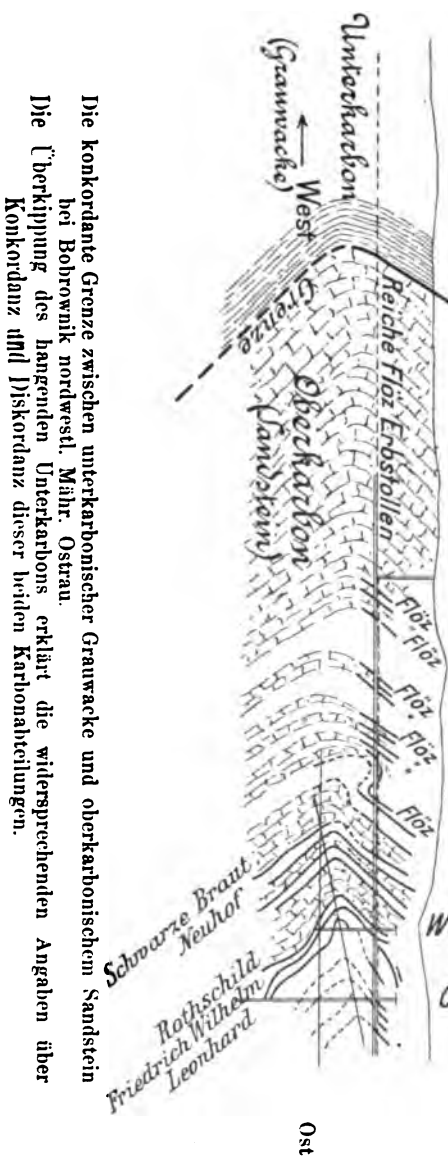 West
Ost
Unterkarbon
(Grauwacke)
Grenze
Oberkarbon
(Sandstein)
Reiche Flöz Erbstollen
Flöz
Flöz
Flöz
Flöz
Flöz
W
Schwarze Braut
Neuhof
Rothschild
Friedrich Wilhelm
Leonhard
Die konkordante Grenze zwischen unterkarbonischer Grauwacke und oberkarbonischem Sandstein
bei Bobrownik nordwestl. Mähr. Ostrau.
Die Überkippung des hangenden Unterkarbons erklärt die widersprechenden Angaben über
Konkordanz und Diskordanz dieser beiden Karbonabteilungen.